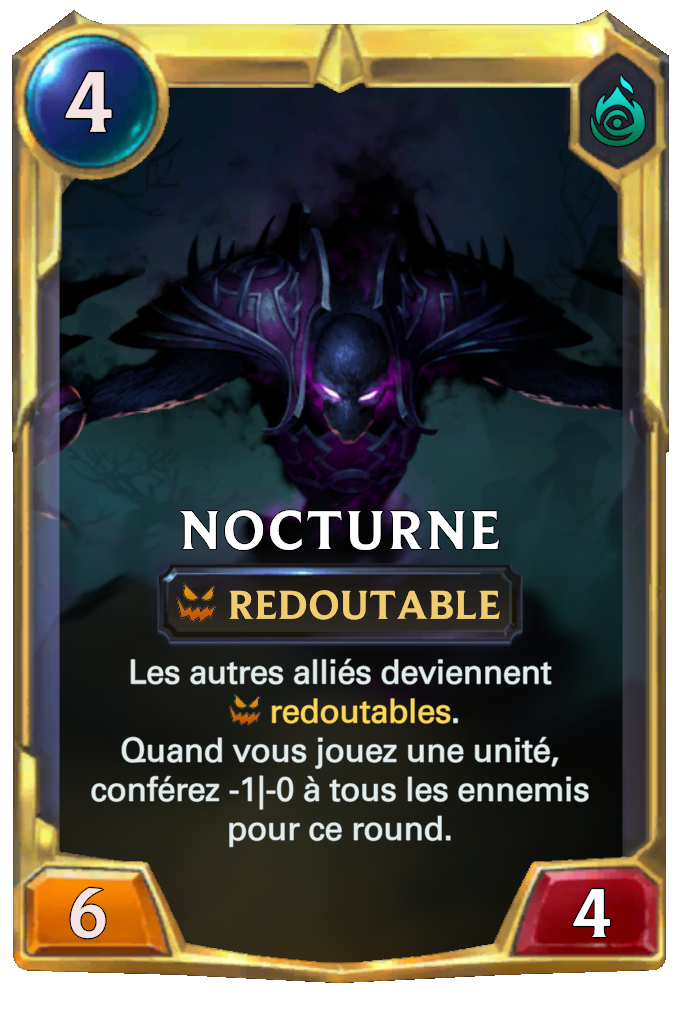 4
NOCTURNE
REDOUTABLE
Les autres alliés deviennent
redoutables.
Quand vous jouez une unité,
conférez -1|-0 à tous les ennemis
pour ce round.
6
4